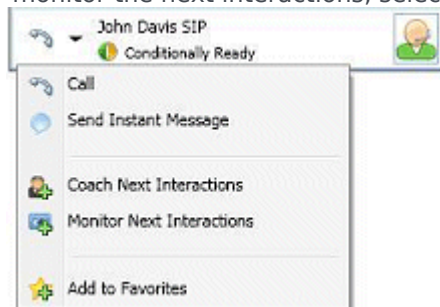 monitor the next interactions, select
John Davis SIP
Conditionally Ready
Call
Send Instant Message
Coach Next Interactions
Monitor Next Interactions
Add to Favorites